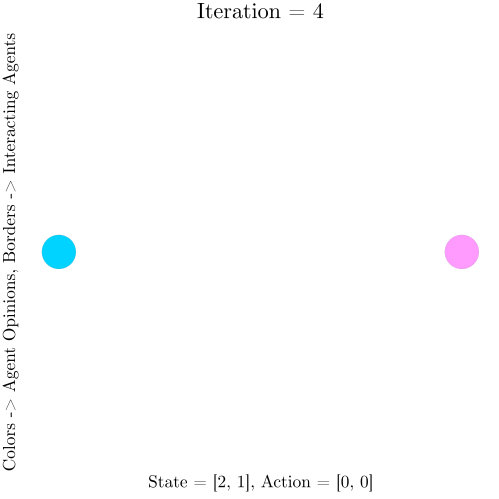 Iteration = 4
Colors -> Agent Opinions, Borders -> Interacting Agents
State = [2, 1], Action = [0, 0]